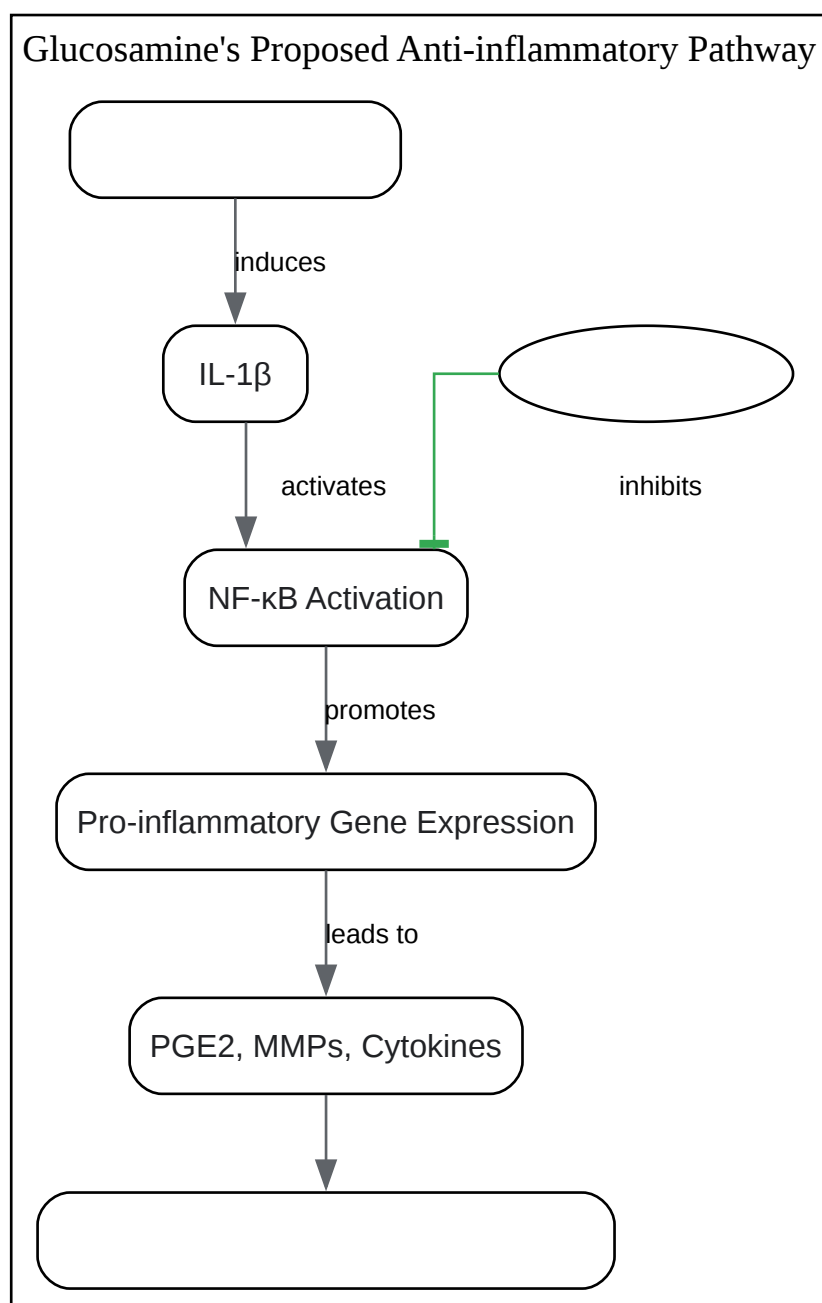 Glucosamine's Proposed Anti-inflammatory Pathway
induces
IL-1β
activates
inhibits
NF-κB Activation
promotes
Pro-inflammatory Gene Expression
leads to
PGE2, MMPs, Cytokines